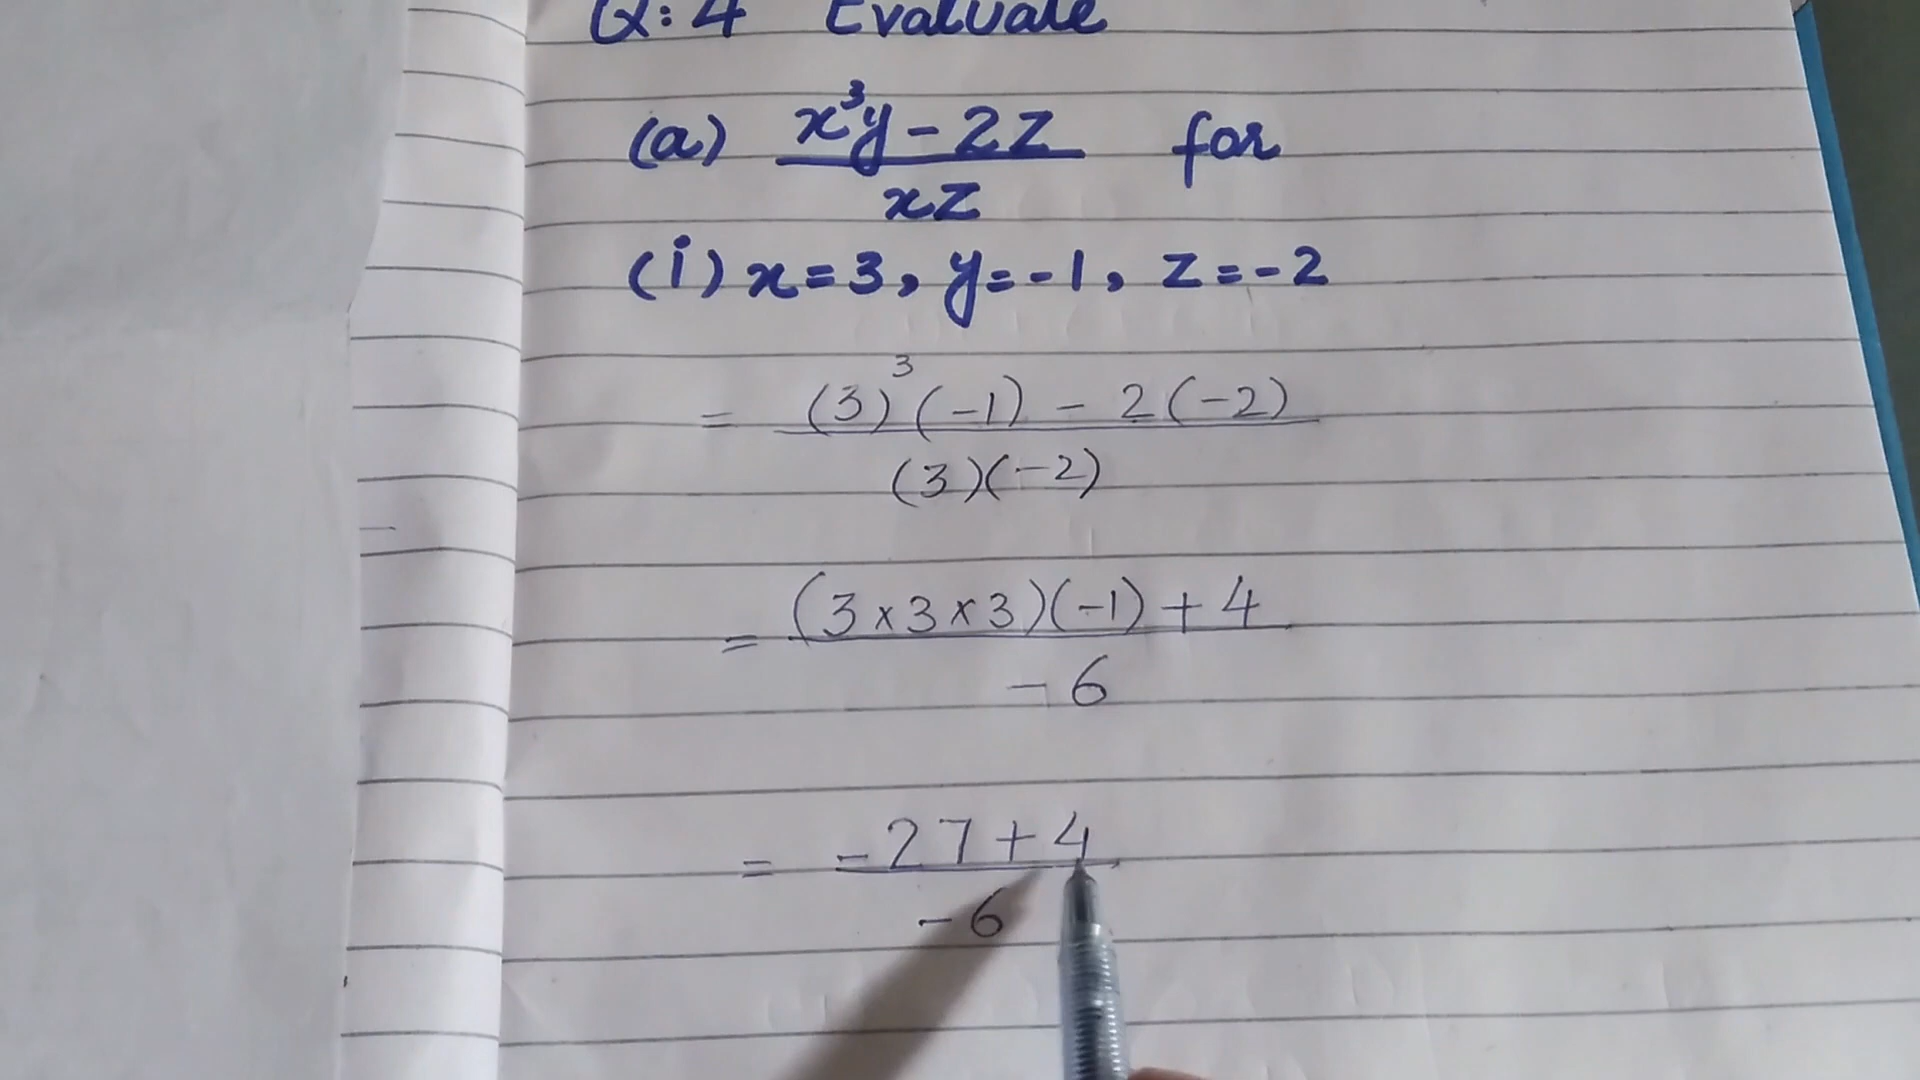 Q:4 Evaluate
(a) x³y - 2z / xz for
(i) x=3, y=-1, z=-2
= (3)³(-1) - 2(-2) / (3)(-2)
= (3×3×3)(-1) + 4 / -6
= -27+4 / -6